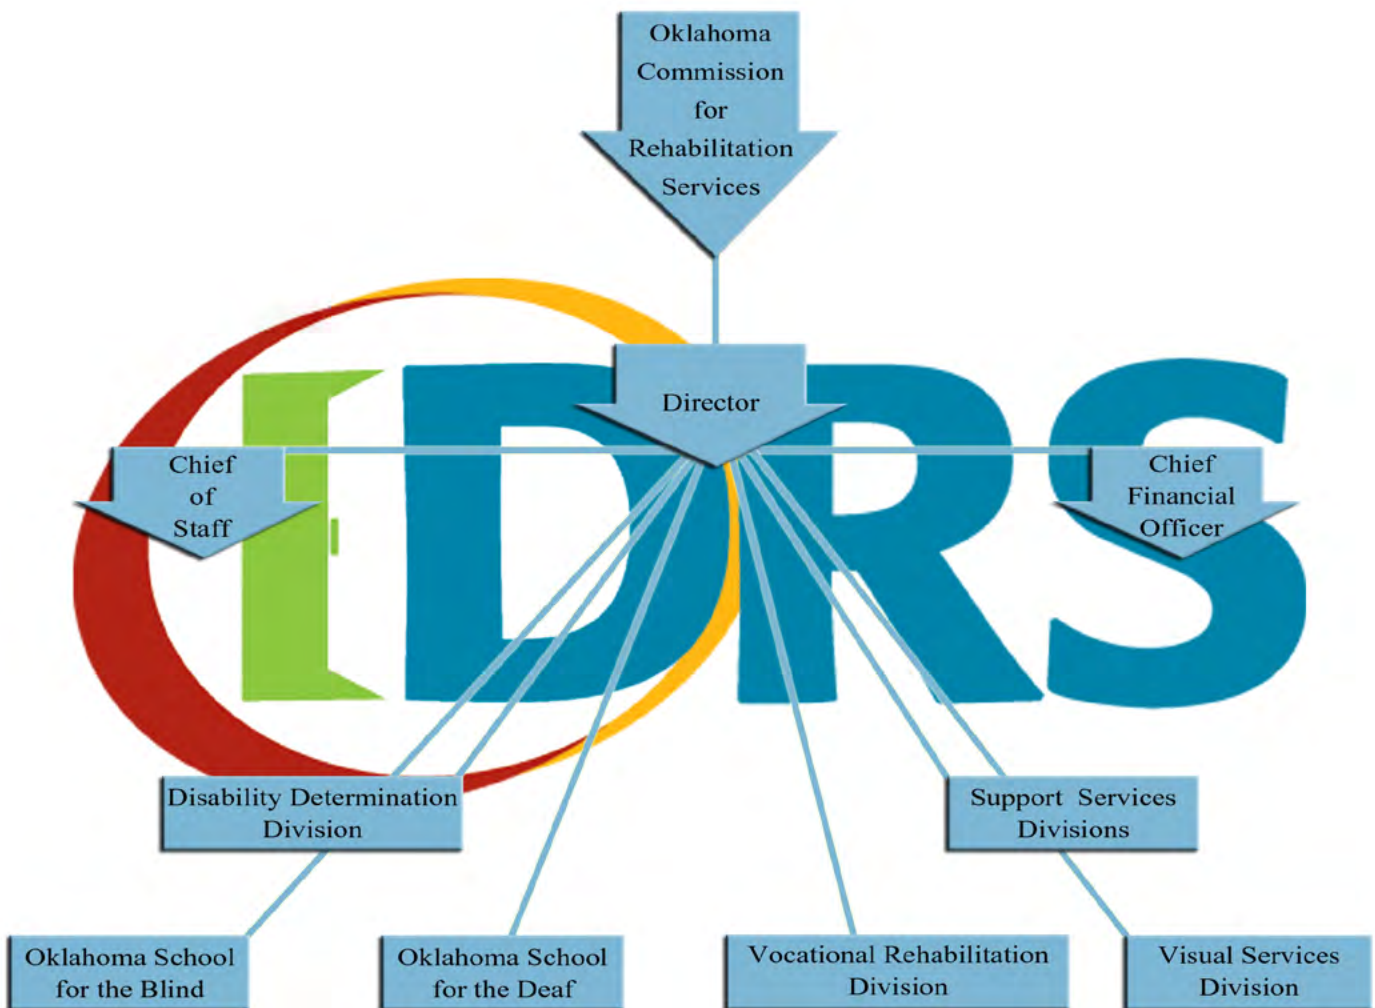 Oklahoma
Commission
for
Rehabilitation
Services
DRS
Director
Chief
of
Staff
Chief
Financial
Officer
Disability Determination
Division
Support Services
Divisions
Oklahoma School
for the Blind
Oklahoma School
for the Deaf
Vocational Rehabilitation
Division
Visual Services
Division